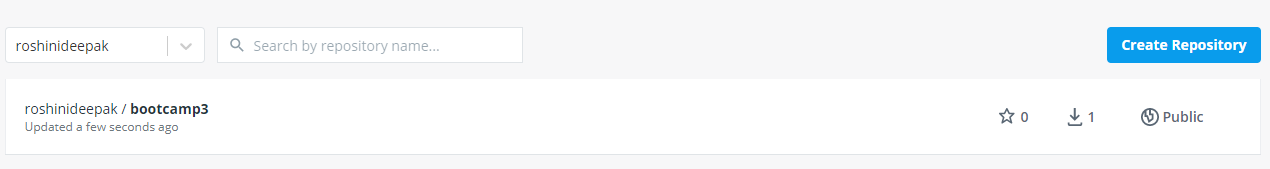 roshinideepak
Search by repository name...
Create Repository
roshinideepak / bootcamp3
Updated a few seconds ago
0
1
Public